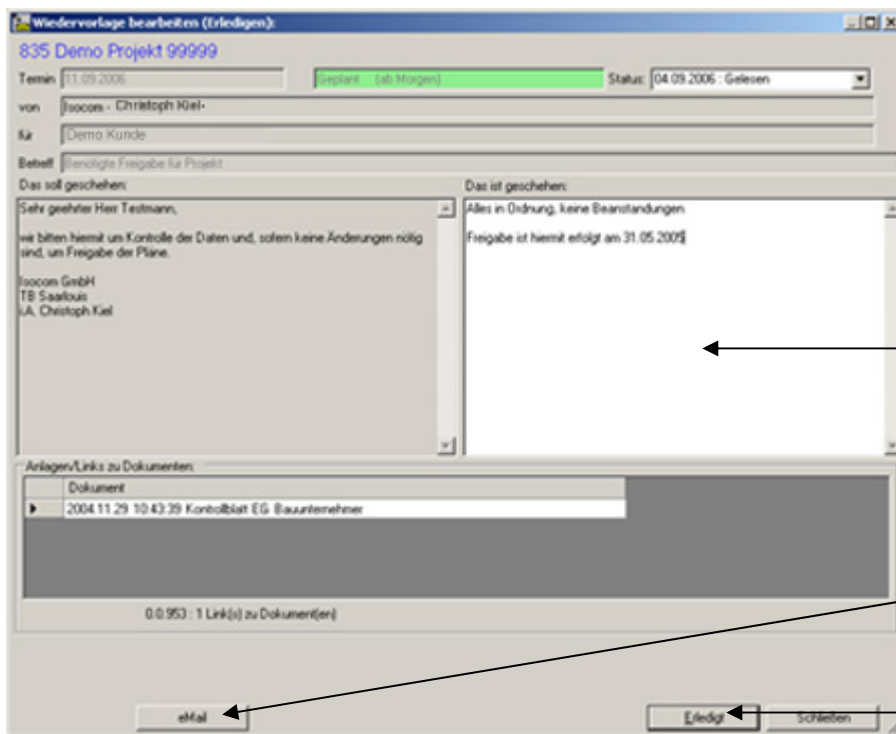 Wiedervorlage bearbeiten (Erledigen):
835 Demo Projekt 99999
Termin 11.09.2006 Geplant (ab Morgen) Status: 04.09.2006 : Gelesen
von Isocom - Christoph Kiel-
für Demo Kunde
Betreff Benötigte Freigabe für Projekt
Das soll geschehen: Das ist geschehen:
Sehr geehrter Herr Testmann,
wir bitten hiermit um Kontrolle der Daten und, sofern keine Änderungen nötig
sind, um Freigabe der Pläne.
Isocom GmbH
TB Saarlouis
i.A. Christoph Kiel
Alles in Ordnung, keine Beanstandungen
Freigabe ist hiermit erfolgt am 31.05.2005
Anlagen/Links zu Dokumenten:
Dokument
2004.11.29 10:43:39 Kontrollblatt EG Bauunternehmer
0.0.953 : 1 Link(s) zu Dokument(en)
eMail Erledigt Schließen